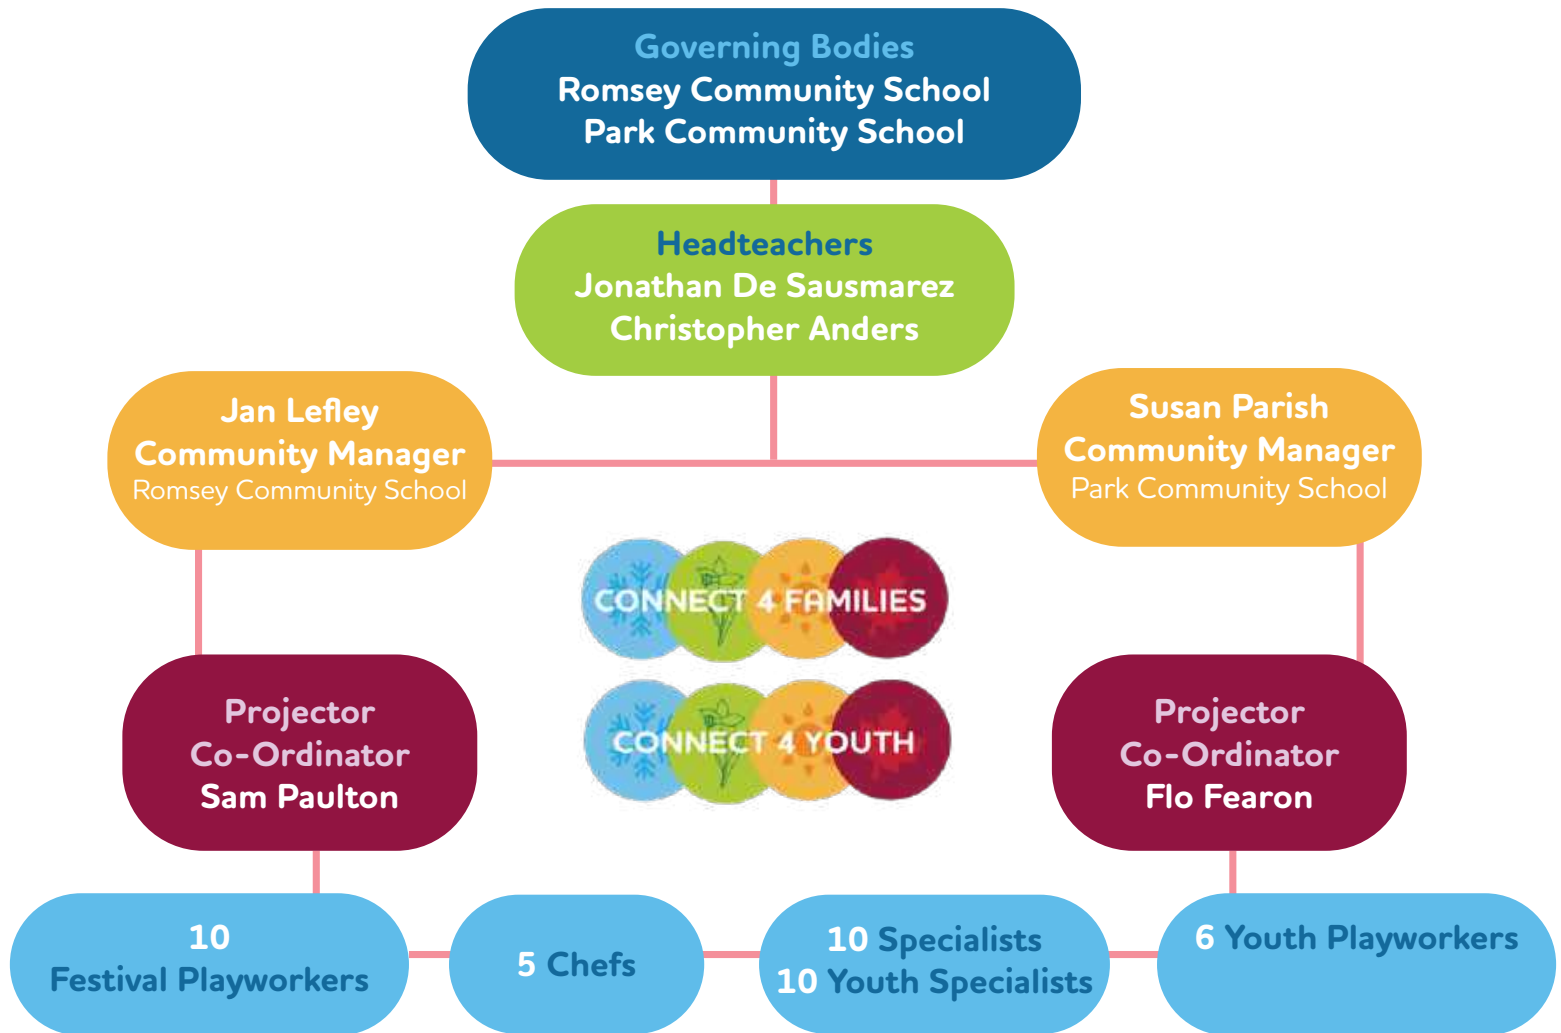 Governing Bodies
Romsey Community School
Park Community School
Headteachers
Jonathan De Sausmarez
Christopher Anders
Jan Lefley
Community Manager
Romsey Community School
Susan Parish
Community Manager
Park Community School
CONNECT 4 FAMILIES
CONNECT 4 YOUTH
Projector
Co-Ordinator
Sam Paulton
Projector
Co-Ordinator
Flo Fearon
10
Festival Playworkers
5 Chefs
10 Specialists
10 Youth Specialists
6 Youth Playworkers